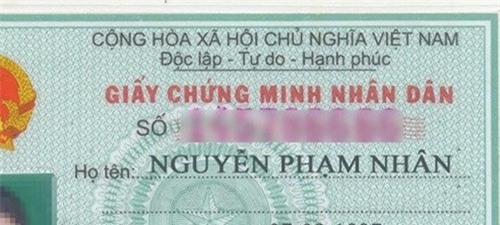 CỘNG HÒA XÃ HỘI CHỦ NGHĨA VIỆT NAM
Độc lập - Tự do - Hạnh phúc
GIẤY CHỨNG MINH NHÂN DÂN
SỐ
Họ tên: NGUYỄN PHẠM NHÂN